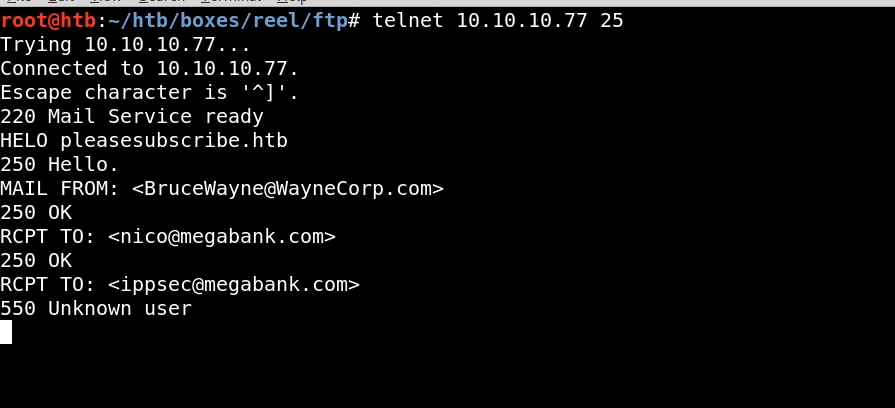 root@htb:~/htb/boxes/reel/ftp# telnet 10.10.10.77 25
Trying 10.10.10.77...
Connected to 10.10.10.77.
Escape character is '^]'.
220 Mail Service ready
HELO pleasesubscribe.htb
250 Hello.
MAIL FROM: <BruceWayne@WayneCorp.com>
250 OK
RCPT TO: <nico@megabank.com>
250 OK
RCPT TO: <ippsec@megabank.com>
550 Unknown user